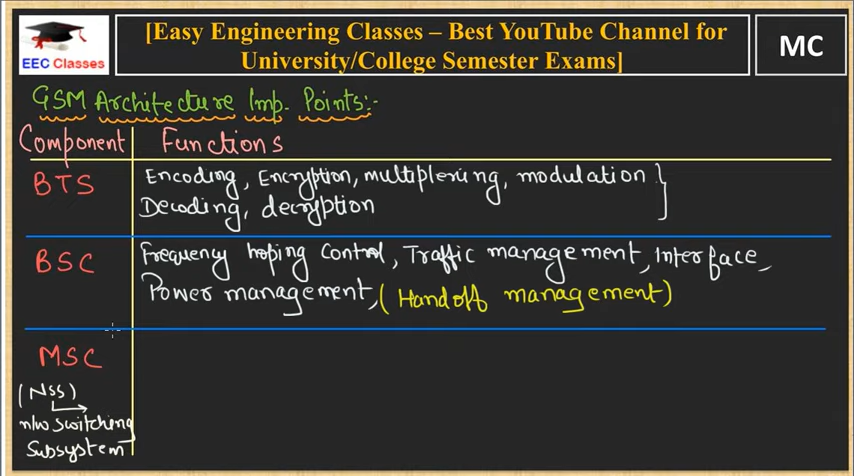 [Easy Engineering Classes – Best YouTube Channel for
University/College Semester Exams]
EEC Classes
MC
GSM Architecture Imp. Points:-
Component Functions
BTS Encoding, Encryption, multiplexing, modulation
Decoding, decryption
BSC Frequency hoping control, Traffic management, Interface,
Power management, (Handoff management)
MSC
(NSS)
n/w switching
Subsystem